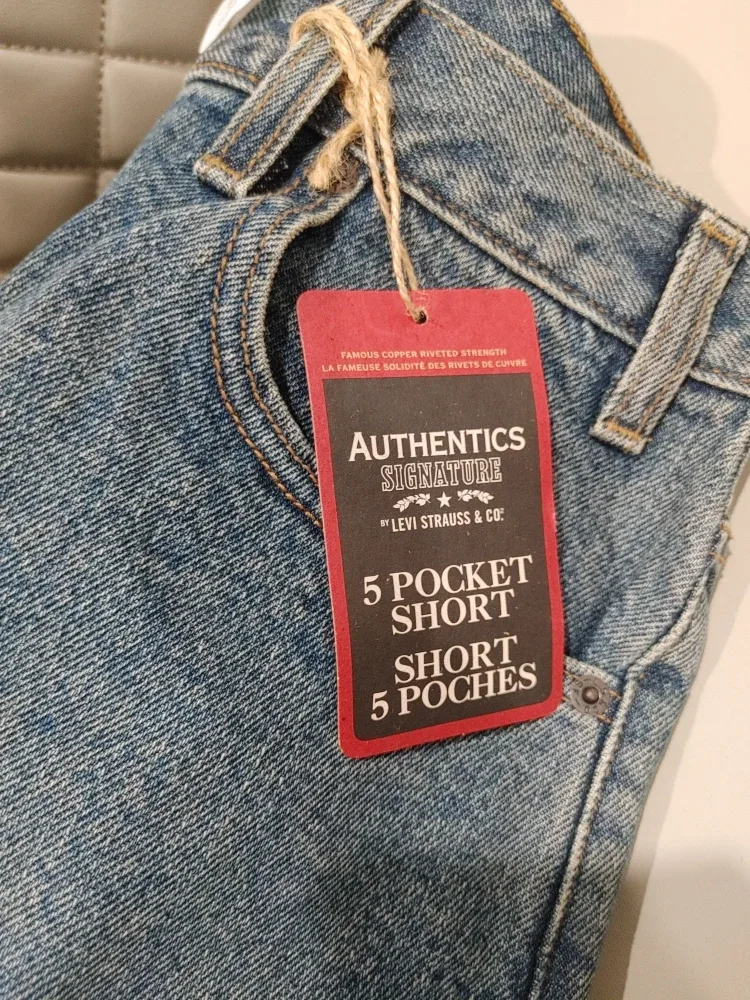 FAMOUS COPPER RIVETED STRENGTH
LA FAMEUSE SOLIDITÉ DES RIVETS DE CUIVRE
AUTHENTICS
SIGNATURE
BY LEVI STRAUSS & CO.
5 POCKET
SHORT
SHORT
5 POCHES